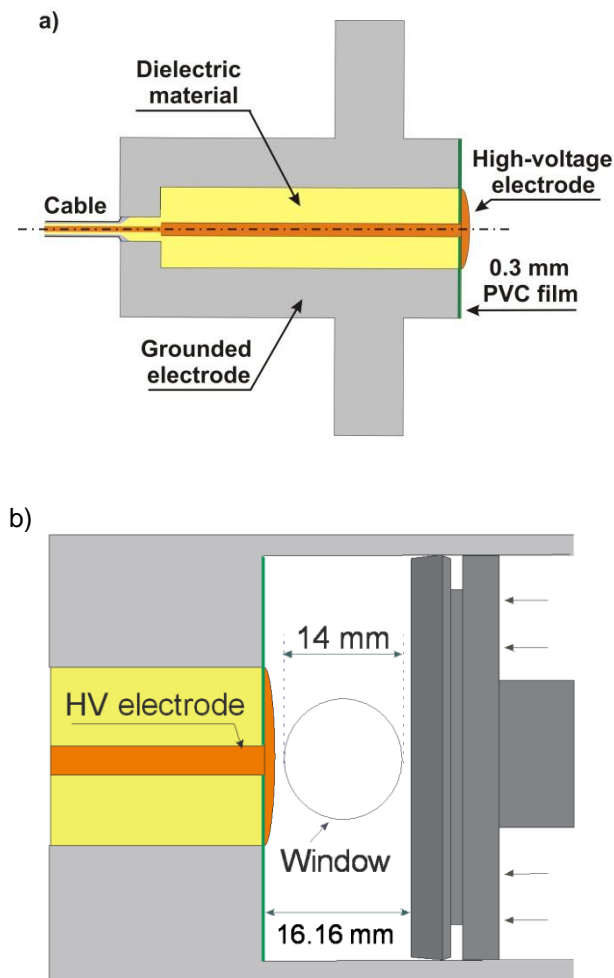 a)
Dielectric
material
High-voltage
electrode
Cable
0.3 mm
PVC film
Grounded
electrode
b)
14 mm
HV electrode
Window
16.16 mm